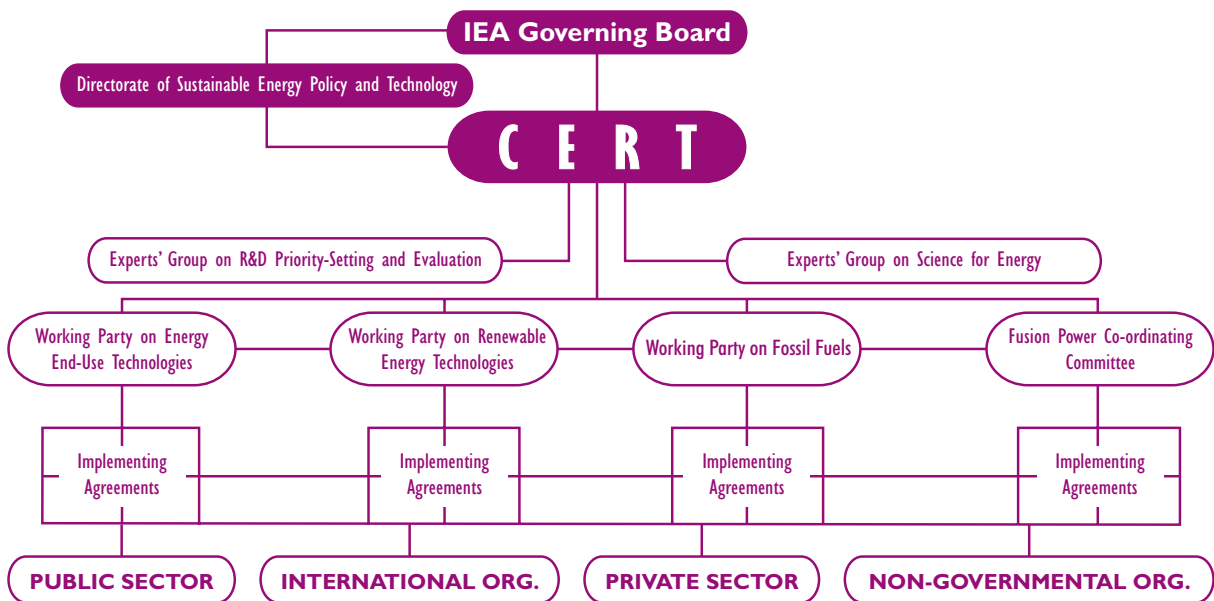 IEA Governing Board
Directorate of Sustainable Energy Policy and Technology
C E R T
Experts' Group on R&D Priority-Setting and Evaluation
Experts' Group on Science for Energy
Working Party on Energy
End-Use Technologies
Working Party on Renewable
Energy Technologies
Working Party on Fossil Fuels
Fusion Power Co-ordinating
Committee
Implementing
Agreements
Implementing
Agreements
Implementing
Agreements
Implementing
Agreements
PUBLIC SECTOR
INTERNATIONAL ORG.
PRIVATE SECTOR
NON-GOVERNMENTAL ORG.